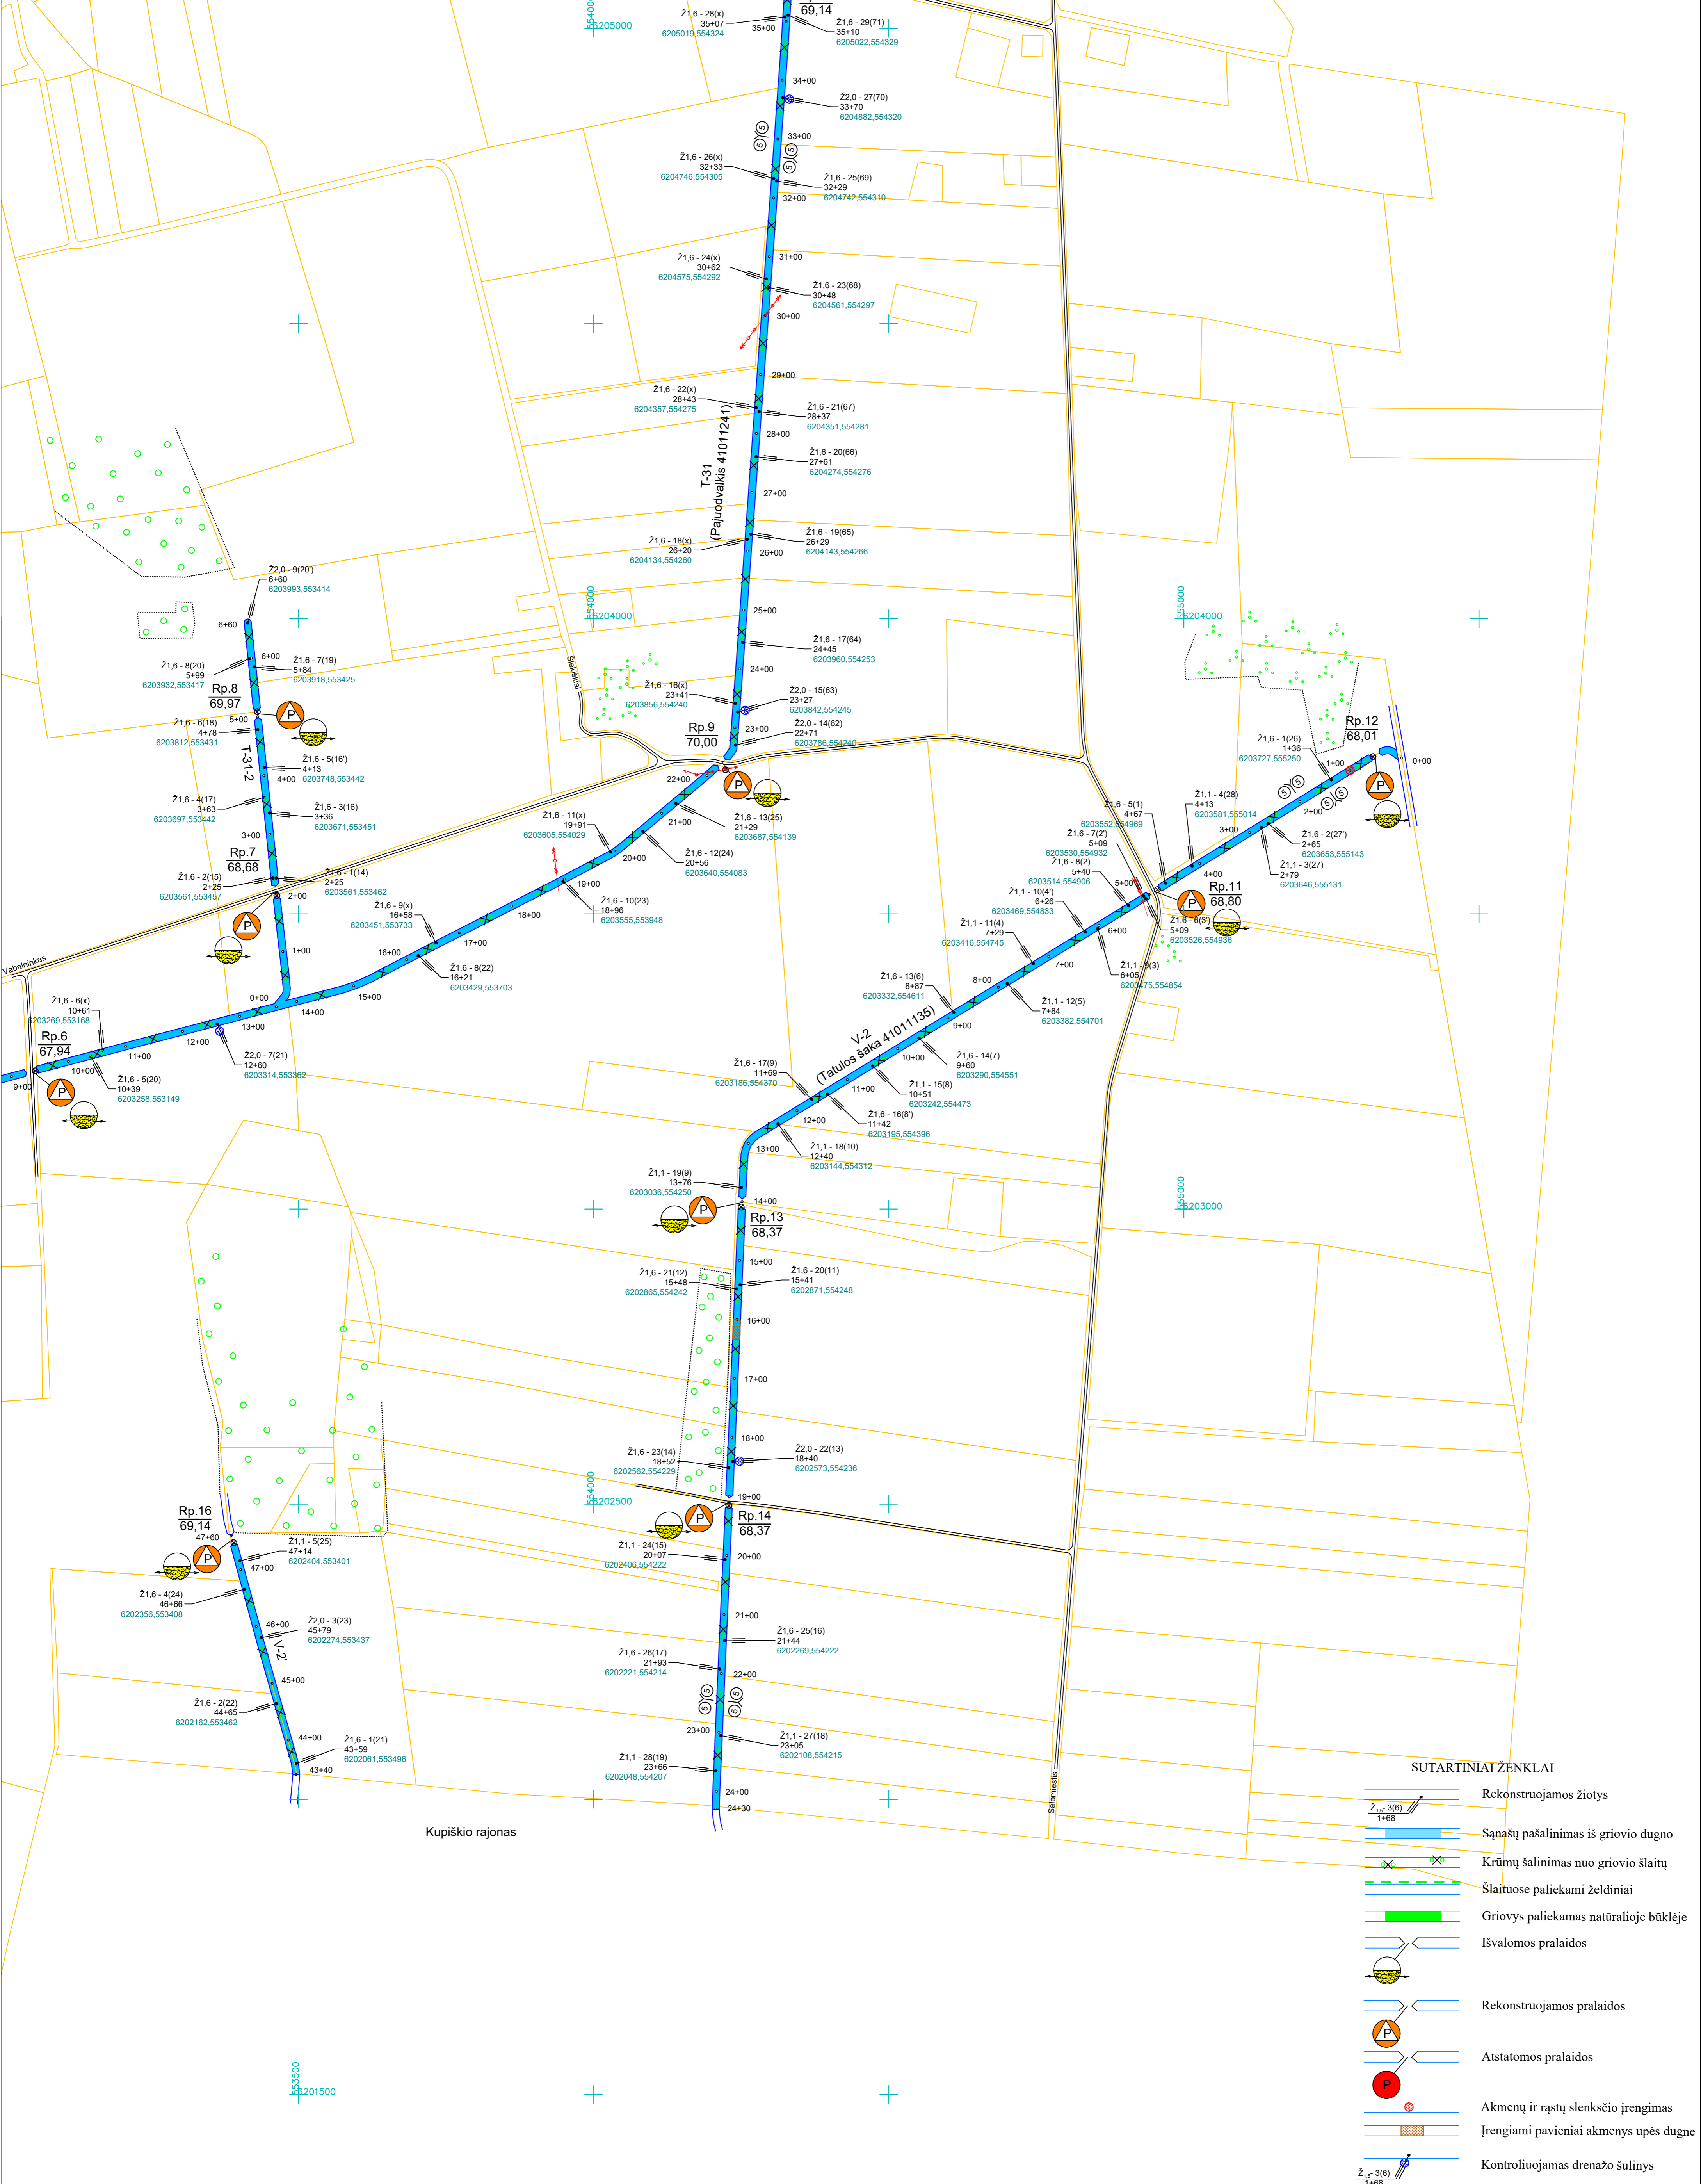 69,14
Ž1,6 - 28(x)
35+07
6205019,554324
35+00
Ž1,6 - 29(71)
35+10
6205022,554329
6205000
34+00
Ž2,0 - 27(70)
33+70
6204882,554320
33+00
5 5
5 5
Ž1,6 - 26(x)
32+33
6204746,554305
Ž1,6 - 25(69)
32+29
6204742,554310
32+00
31+00
Ž1,6 - 24(x)
30+62
6204575,554292
Ž1,6 - 23(68)
30+48
6204561,554297
30+00
29+00
Ž1,6 - 22(x)
28+43
6204357,554275
Ž1,6 - 21(67)
28+37
6204351,554281
28+00
T-31
(Pajuodvalkis 41011241)
Ž1,6 - 20(66)
27+61
6204274,554276
27+00
Ž1,6 - 19(65)
26+29
6204143,554266
Ž1,6 - 18(x)
26+20
6204134,554260
26+00
25+00
554000
6204000
555000
6204000
Ž1,6 - 17(64)
24+45
6203960,554253
24+00
Ž1,6 - 16(x)
23+41
6203856,554240
Ž2,0 - 15(63)
23+27
6203842,554245
23+00
Ž2,0 - 14(62)
22+71
6203786,554240
Rp.9
70,00
P
Šleikiškiai
Ž2,0 - 9(20')
6+60
6203993,553414
6+60
6+00
Ž1,6 - 8(20)
5+99
6203932,553417
Ž1,6 - 7(19)
5+84
6203918,553425
Rp.8
69,97
P
5+00
Ž1,6 - 6(18)
4+78
6203812,553431
T-31-2
Ž1,6 - 5(16')
4+13
6203748,553442
4+00
Ž1,6 - 4(17)
3+63
6203697,553442
Ž1,6 - 3(16)
3+36
6203671,553451
3+00
Rp.7
68,68
Ž1,6 - 2(15)
2+25
6203561,553457
Ž1,6 - 1(14)
2+25
6203561,553462
2+00
P
1+00
0+00
Vabalninkas
22+00
Ž1,6 - 13(25)
21+29
6203687,554139
21+00
Ž1,6 - 11(x)
19+91
6203605,554029
Ž1,6 - 12(24)
20+56
6203640,554083
20+00
19+00
Ž1,6 - 10(23)
18+96
6203555,553948
18+00
Ž1,6 - 9(x)
16+58
6203451,553733
17+00
16+00
Ž1,6 - 8(22)
16+21
6203429,553703
15+00
14+00
13+00
Ž1,6 - 6(x)
10+61
6203269,553168
12+00
Ž2,0 - 7(21)
12+60
6203314,553362
11+00
Rp.6
67,94
10+00
Ž1,6 - 5(20)
10+39
6203258,553149
9+00
P
Rp.12
68,01
0+00
P
Ž1,6 - 1(26)
1+36
6203727,555250
1+00
5 5
5 5
2+00
Ž1,6 - 2(27')
2+65
6203653,555143
Ž1,1 - 3(27)
2+79
6203646,555131
3+00
Ž1,1 - 4(28)
4+13
6203581,555014
4+00
Ž1,6 - 5(1)
4+67
6203552,554969
Rp.11
68,80
P
Ž1,6 - 7(2')
5+09
6203530,554932
Ž1,6 - 6(3')
5+09
6203526,554936
5+00
Ž1,6 - 8(2)
5+40
6203514,554906
Ž1,1 - 9(3)
6+05
6203475,554854
6+00
Ž1,1 - 10(4')
6+26
6203469,554833
Ž1,1 - 11(4)
7+29
6203416,554745
7+00
Ž1,1 - 12(5)
7+84
6203382,554701
8+00
Ž1,6 - 13(6)
8+87
6203332,554611
9+00
V-2
(Tatulos šaka 41011135)
Ž1,6 - 14(7)
9+60
6203290,554551
10+00
Ž1,1 - 15(8)
10+51
6203242,554473
11+00
Ž1,6 - 17(9)
11+69
6203186,554370
Ž1,6 - 16(8')
11+42
6203195,554396
12+00
Ž1,1 - 18(10)
12+40
6203144,554312
13+00
Ž1,1 - 19(9)
13+76
6203036,554250
14+00
P
Rp.13
68,37
555000
6203000
15+00
Ž1,6 - 21(12)
15+48
6202865,554242
Ž1,6 - 20(11)
15+41
6202871,554248
16+00
17+00
18+00
Ž1,6 - 23(14)
18+52
6202562,554229
Ž2,0 - 22(13)
18+40
6202573,554236
554000
6202500
19+00
P
Rp.14
68,37
Ž1,1 - 24(15)
20+07
6202406,554222
20+00
21+00
Ž1,6 - 25(16)
21+44
6202269,554222
Ž1,6 - 26(17)
21+93
6202221,554214
22+00
5 5
5 5
23+00
Ž1,1 - 27(18)
23+05
6202108,554215
Ž1,1 - 28(19)
23+66
6202048,554207
24+00
24+30
Salamiestis
Rp.16
69,14
47+60
P
Ž1,1 - 5(25)
47+14
6202404,553401
47+00
Ž1,6 - 4(24)
46+66
6202356,553408
46+00
Ž2,0 - 3(23)
45+79
6202274,553437
V-2'
45+00
Ž1,6 - 2(22)
44+65
6202162,553462
44+00
Ž1,6 - 1(21)
43+59
6202061,553496
43+40
Kupiškio rajonas
553500
6201500
SUTARTINIAI ŽENKLAI
Ž1,5- 3(6)
1+68
Rekonstruojamos žiotys
Sąnašų pašalinimas iš griovio dugno
Krūmų šalinimas nuo griovio šlaitų
Šlaituose paliekami želdiniai
Griovys paliekamas natūralioje būklėje
Išvalomos pralaidos
Rekonstruojamos pralaidos
P
Atstatomos pralaidos
P
Akmenų ir rąstų slenksčio įrengimas
Įrengiami pavieniai akmenys upės dugne
Kontroliuojamas drenažo šulinys
Ž1,5- 3(6)
1+68